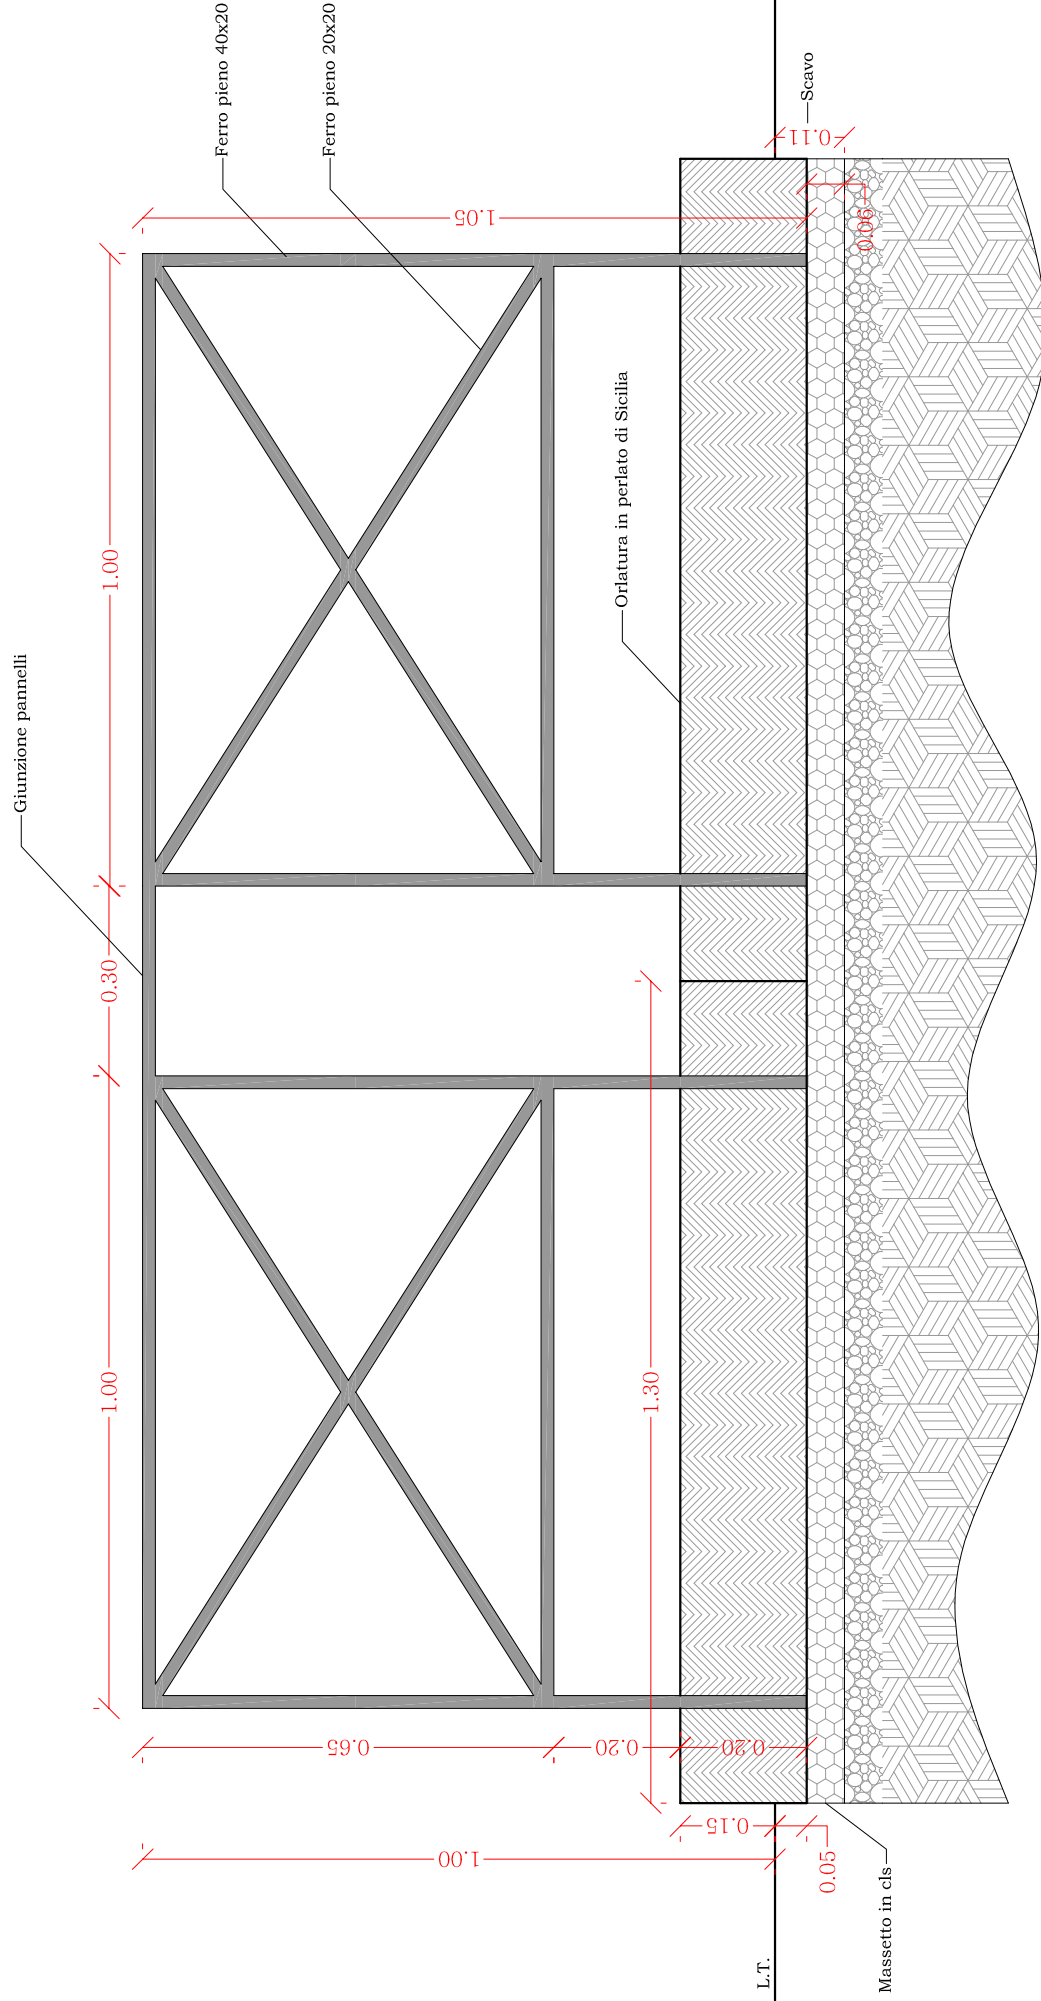 Giunzione pannelli
Ferro pieno 40x20
Ferro pieno 20x20
Orlatura in perlato di Sicilia
Scavo
Massetto in cls
L.T.
1.00
0.30
1.00
1.05
0.11
0.06
1.30
0.65
0.20
0.20
0.15
0.05
1.00